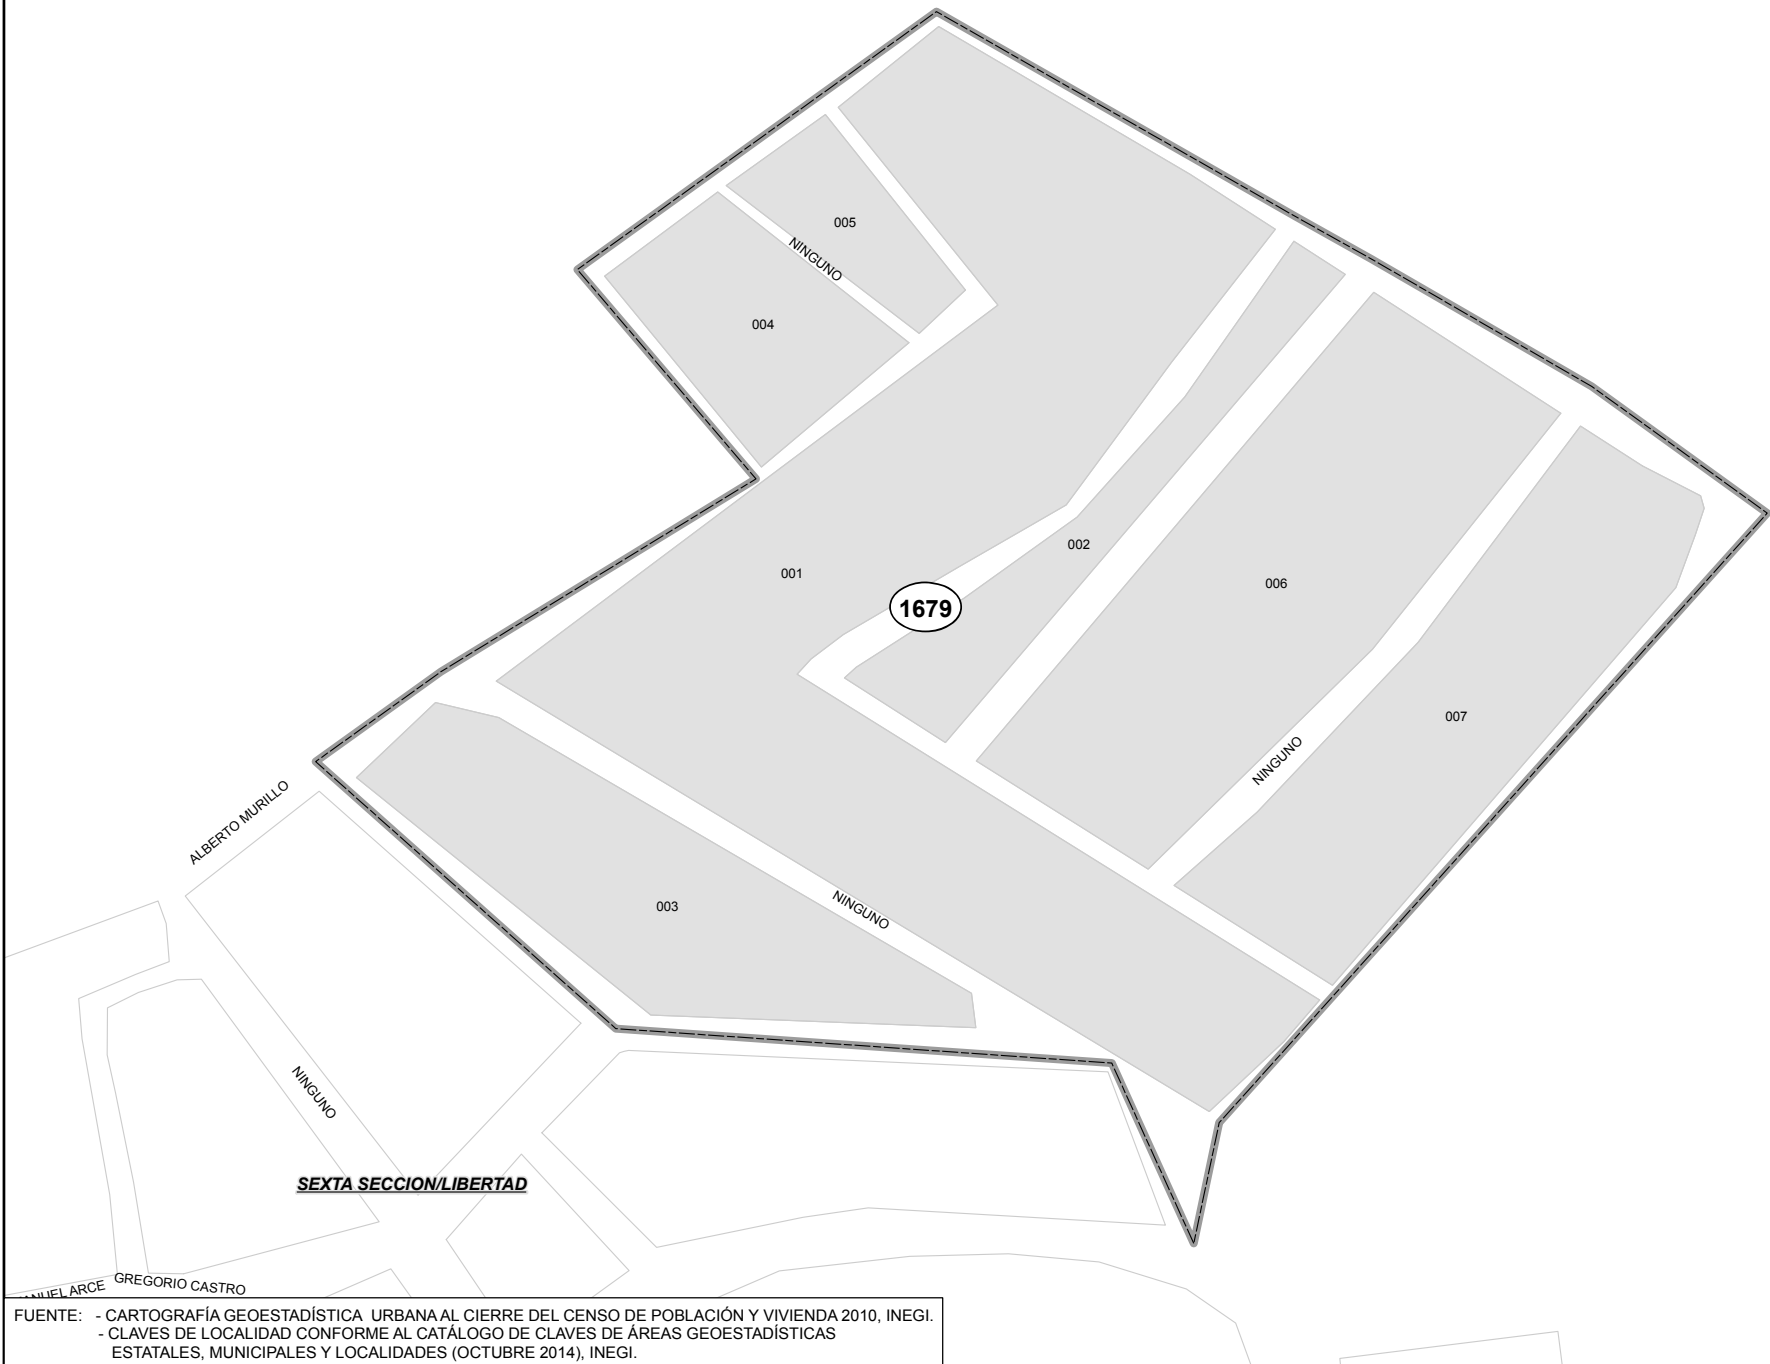 005
NINGUNO
004
002
001
006
1679
007
NINGUNO
ALBERTO MURILLO
NINGUNO
003
NINGUNO
SEXTA SECCION/LIBERTAD
GREGORIO CASTRO
ARCE
FUENTE: - CARTOGRAFÍA GEOESTADÍSTICA URBANA AL CIERRE DEL CENSO DE POBLACIÓN Y VIVIENDA 2010, INEGI.
- CLAVES DE LOCALIDAD CONFORME AL CATÁLOGO DE CLAVES DE ÁREAS GEOESTADÍSTICAS
ESTATALES, MUNICIPALES Y LOCALIDADES (OCTUBRE 2014), INEGI.